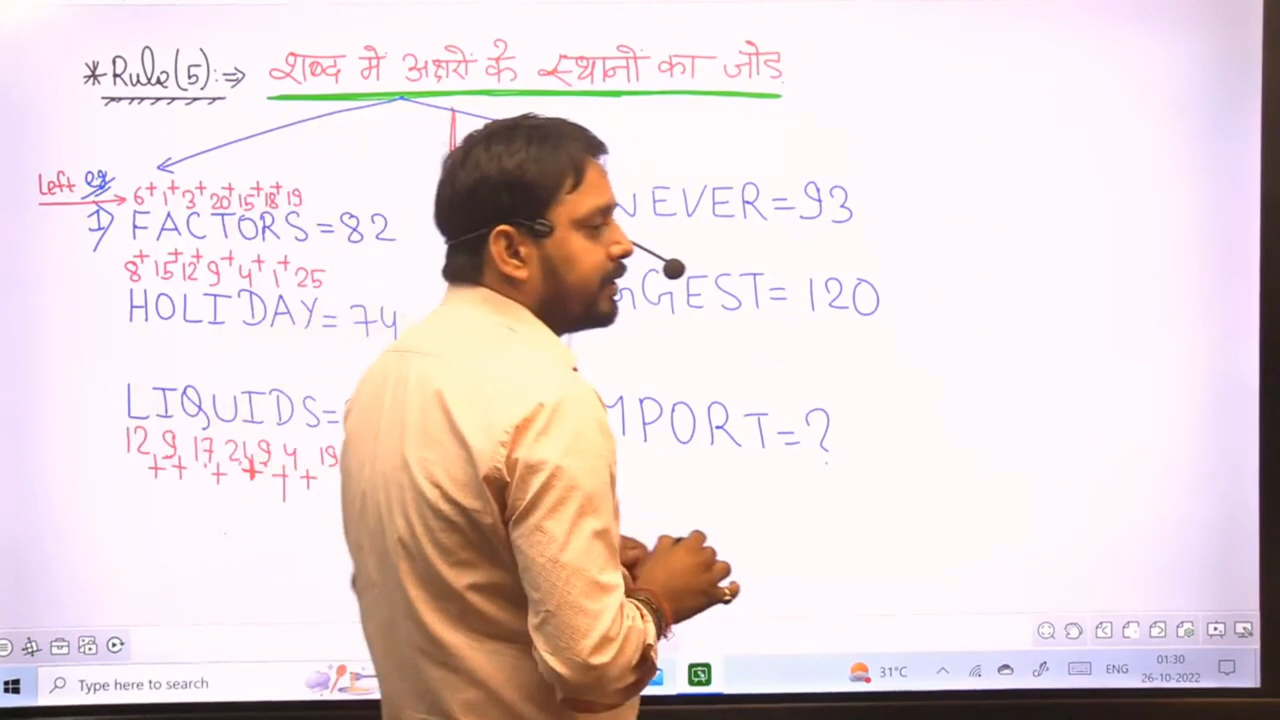 *Rule(5):⇒ शब्द में अक्षरों के स्थानों का जोड़
Left eg
6+ 1+ 3+ 20+ 15+ 18+ 19
1) FACTORS=82
8+ 15+ 12+ 9+ 4+ 1+ 25
HOLIDAY=74
LIQUIDS=
12 9 17 21 9 4 19
+ + + + + +
EVER=93
GEST=120
MPORT=?
Type here to search
31°C
ENG
01:30
26-10-2022